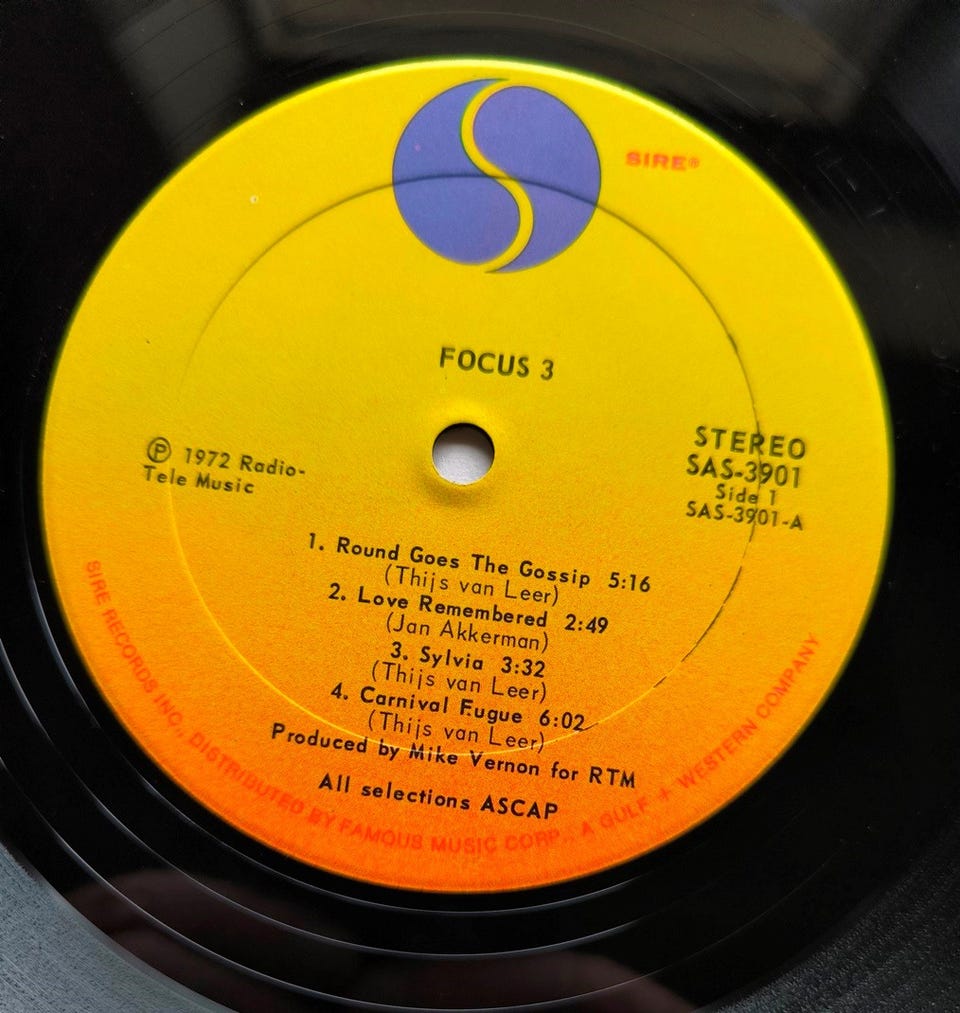 SIRE®
FOCUS 3
℗ 1972 Radio-
Tele Music
STEREO
SAS-3901
Side 1
SAS-3901-A
1. Round Goes The Gossip 5:16
(Thijs van Leer)
2. Love Remembered 2:49
(Jan Akkerman)
3. Sylvia 3:32
(Thijs van Leer)
4. Carnival Fugue 6:02
(Thijs van Leer)
Produced by Mike Vernon for RTM
All selections ASCAP
SIRE RECORDS INC., DISTRIBUTED BY FAMOUS MUSIC CORP., A GULF + WESTERN COMPANY